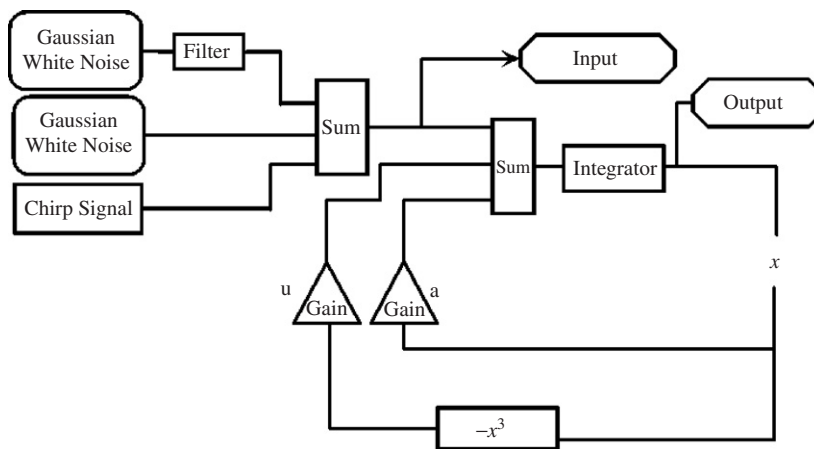 Gaussian
White Noise
Filter
Input
Output
Gaussian
White Noise
Sum
Sum
Integrator
Chirp Signal
x
u
Gain
Gain
a
−x³